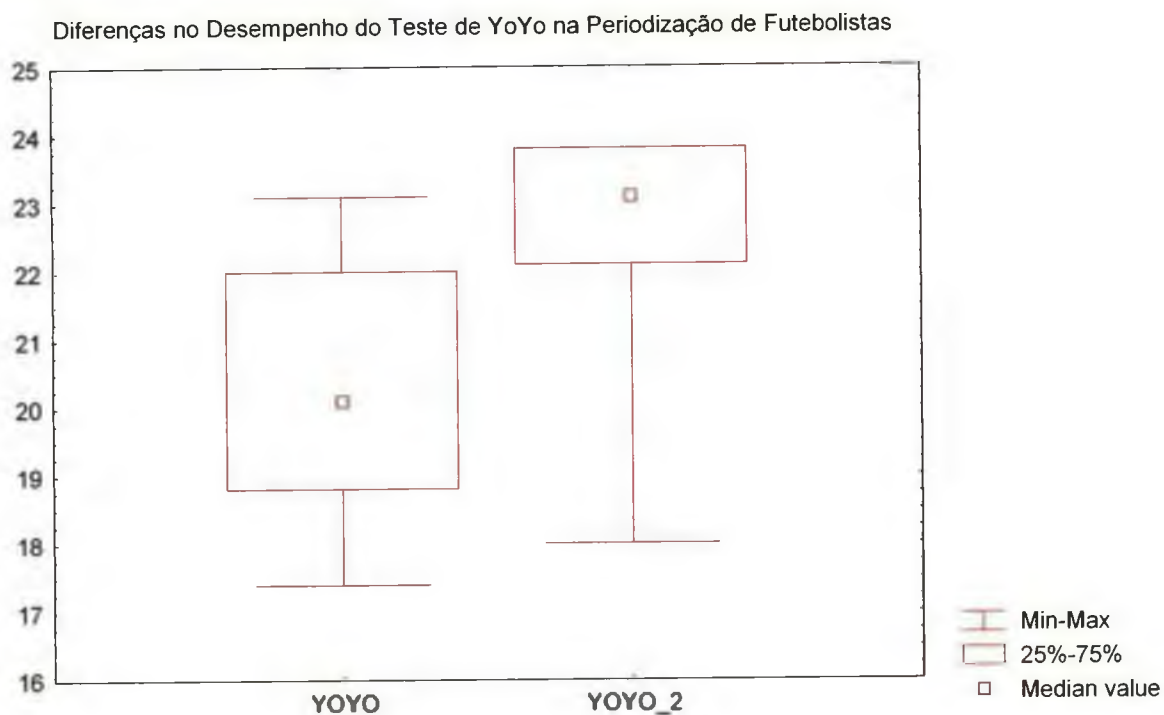 Diferenças no Desempenho do Teste de YoYo na Periodização de Futebolistas
25
24
23
22
21
20
19
18
17
16
YOYO
YOYO_2
Min-Max
25%-75%
Median value